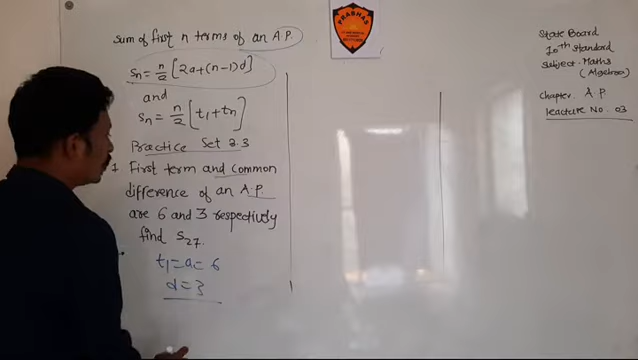 Sum of first n terms of an A.P.
Sn = n/2 [2a+(n-1)d]
and
Sn = n/2 [t1+tn]
Practice Set 3.3
1 First term and common
difference of an A.P.
are 6 and 3 respectively
find S27.
t1=a= 6
d=3
PRABHAS
State Board
10th Standard
Subject - Maths
(Algebra)
Chapter A.P
Leacture No. 03